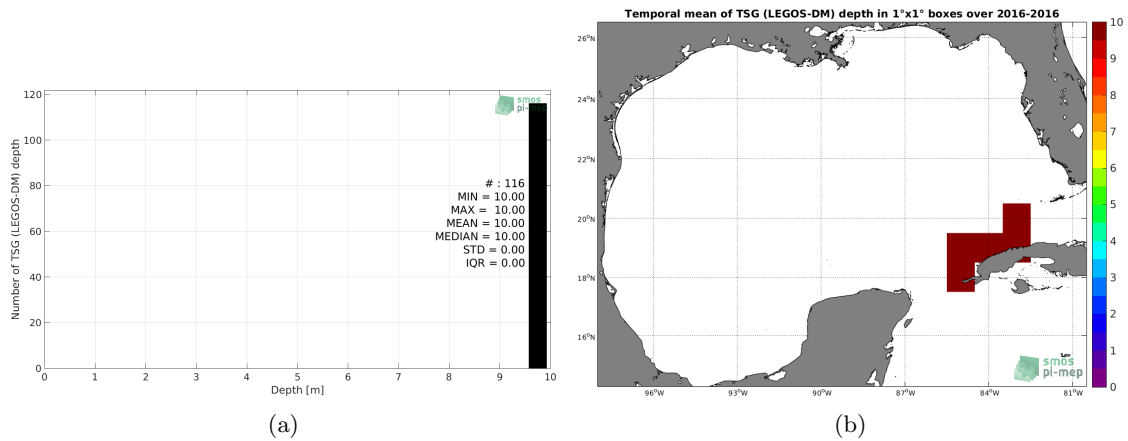 120
100
80
60
40
20
0
Number of TSG (LEGOS-DM) depth
smos
pi-mep
# : 116
MIN = 10.00
MAX = 10.00
MEAN = 10.00
MEDIAN = 10.00
STD = 0.00
IQR = 0.00
0 1 2 3 4 5 6 7 8 9 10
Depth [m]
(a)
Temporal mean of TSG (LEGOS-DM) depth in 1°x1° boxes over 2016-2016
26°N
24°N
22°N
20°N
18°N
16°N
96°W 93°W 90°W 87°W 84°W 81°W
smos
pi-mep
10
9
8
7
6
5
4
3
2
1
0
(b)